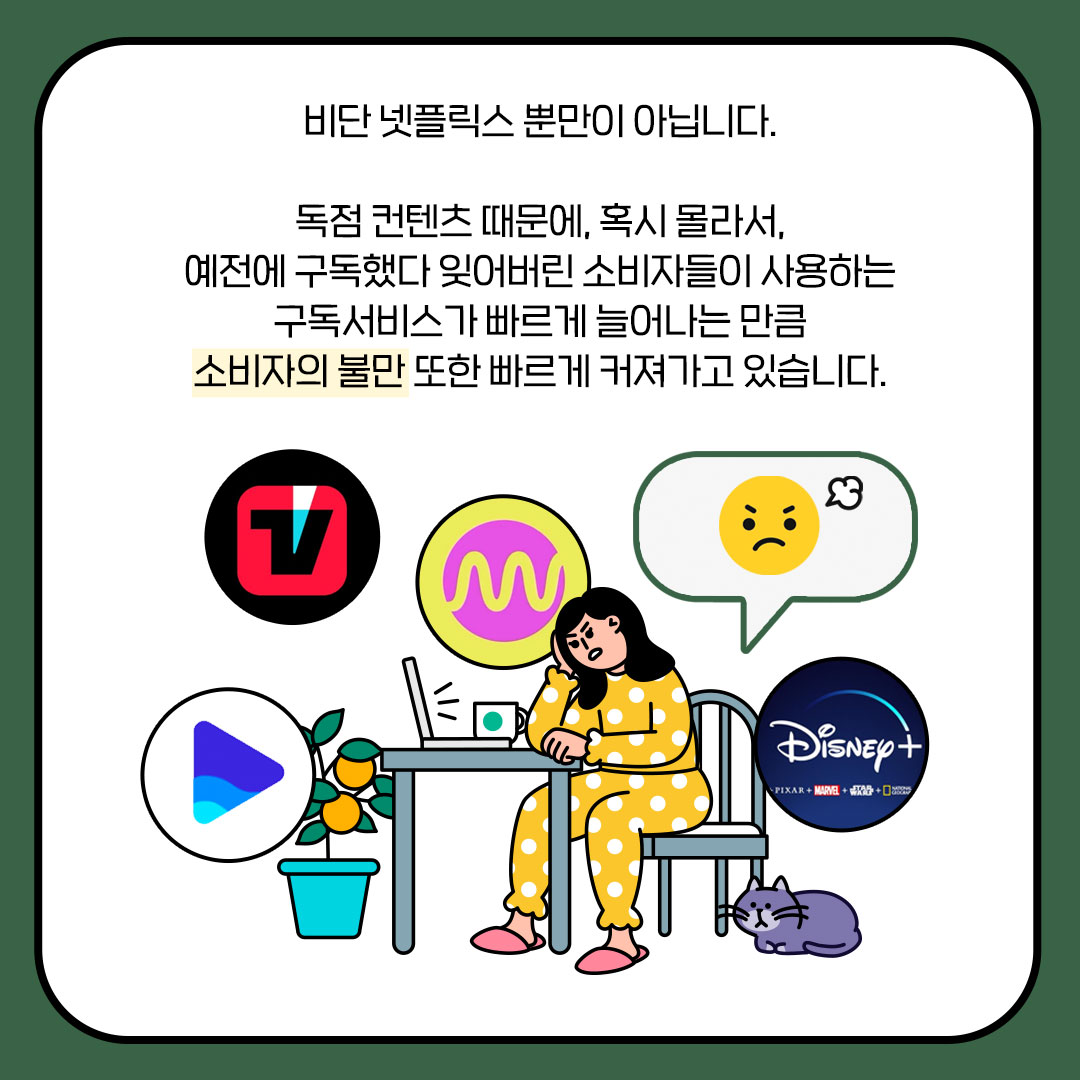 비단 넷플릭스 뿐만이 아닙니다.
독점 컨텐츠 때문에, 혹시 몰라서,
예전에 구독했다 잊어버린 소비자들이 사용하는
구독서비스가 빠르게 늘어나는 만큼
소비자의 불만 또한 빠르게 커져가고 있습니다.
DISNEY+
PIXAR + MARVEL + STAR WARS + NATIONAL GEOGRAP